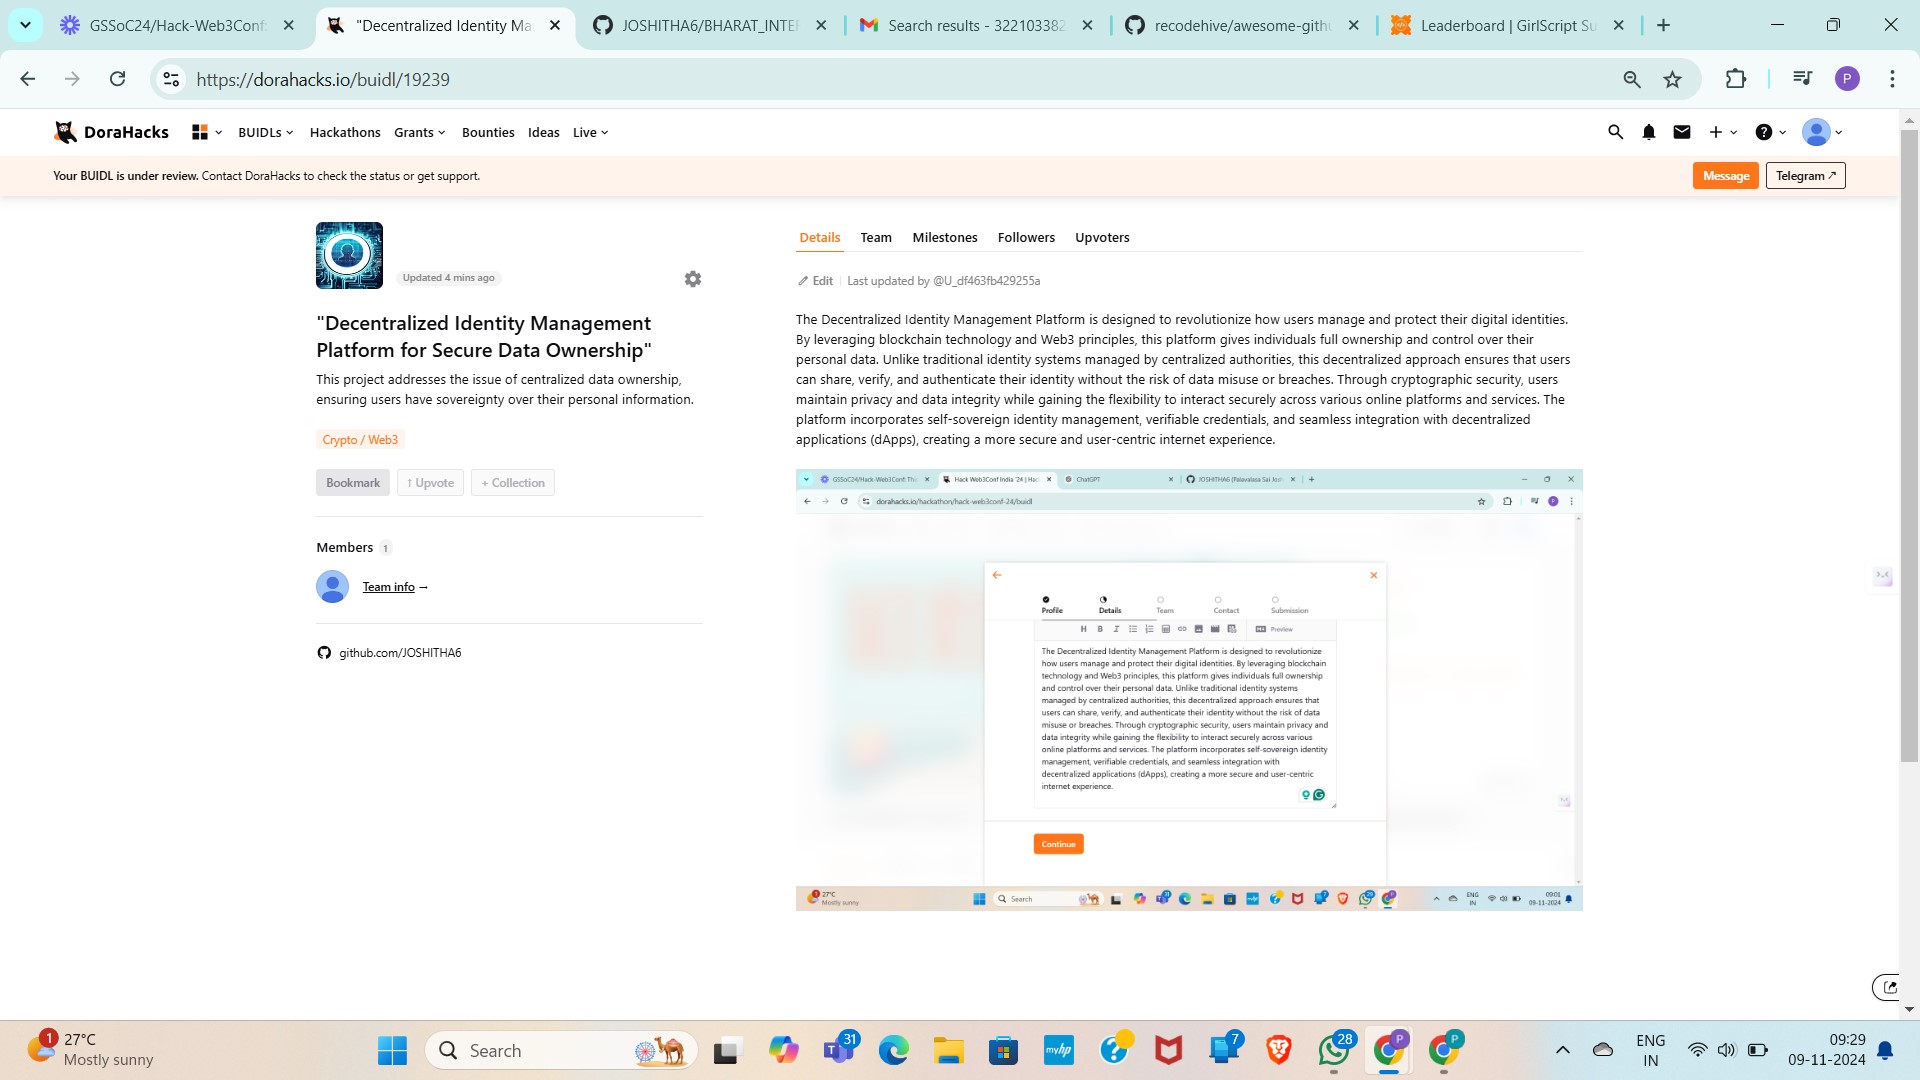 GSSoC24/Hack-Web3Conf:
"Decentralized Identity Ma
JOSHITHA6/BHARAT_INTER
Search results - 322103382
recodehive/awesome-githu
Leaderboard | GirlScript Su
https://dorahacks.io/buidl/19239
P
DoraHacks
BUIDLs
Hackathons
Grants
Bounties
Ideas
Live
Your BUIDL is under review. Contact DoraHacks to check the status or get support.
Message
Telegram ↗
Updated 4 mins ago
"Decentralized Identity Management
Platform for Secure Data Ownership"
This project addresses the issue of centralized data ownership,
ensuring users have sovereignty over their personal information.
Crypto / Web3
Bookmark
↑ Upvote
+ Collection
Members 1
Team info →
github.com/JOSHITHA6
Details
Team
Milestones
Followers
Upvoters
Edit
Last updated by @U_df463fb429255a
The Decentralized Identity Management Platform is designed to revolutionize how users manage and protect their digital identities.
By leveraging blockchain technology and Web3 principles, this platform gives individuals full ownership and control over their
personal data. Unlike traditional identity systems managed by centralized authorities, this decentralized approach ensures that users
can share, verify, and authenticate their identity without the risk of data misuse or breaches. Through cryptographic security, users
maintain privacy and data integrity while gaining the flexibility to interact securely across various online platforms and services. The
platform incorporates self-sovereign identity management, verifiable credentials, and seamless integration with decentralized
applications (dApps), creating a more secure and user-centric internet experience.
GSSoC24/Hack-Web3Conf: Th
Hack Web3Conf India '24 | Hac
ChatGPT
JOSHITHA6 (Palavalasa Sai Josh
dorahacks.io/hackathon/hack-web3conf-24/buidl
P
Profile
Details
Team
Contact
Submission
H B I
Preview
The Decentralized Identity Management Platform is designed to revolutionize
how users manage and protect their digital identities. By leveraging blockchain
technology and Web3 principles, this platform gives individuals full ownership
and control over their personal data. Unlike traditional identity systems
managed by centralized authorities, this decentralized approach ensures that
users can share, verify, and authenticate their identity without the risk of data
misuse or breaches. Through cryptographic security, users maintain privacy and
data integrity while gaining the flexibility to interact securely across various
online platforms and services. The platform incorporates self-sovereign identity
management, verifiable credentials, and seamless integration with
decentralized applications (dApps), creating a more secure and user-centric
internet experience.
Continue
27°C
Mostly sunny
Search
ENG
IN
09:01
09-11-2024
1
27°C
Mostly sunny
Search
31
myhp
7
28
P
P
ENG
IN
09:29
09-11-2024